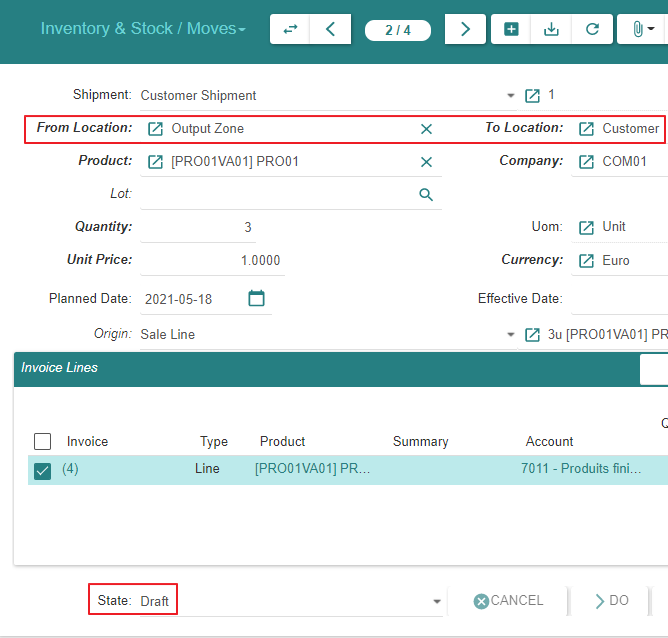 Inventory & Stock / Moves
2 / 4
Shipment: Customer Shipment 1
From Location: Output Zone To Location: Customer
Product: [PRO01VA01] PRO01 Company: COM01
Lot:
Quantity: 3 Uom: Unit
Unit Price: 1.0000 Currency: Euro
Planned Date: 2021-05-18 Effective Date:
Origin: Sale Line 3u [PRO01VA01] PR
Invoice Lines
Invoice Type Product Summary Account
(4) Line [PRO01VA01] PR... 7011 - Produits fini...
State: Draft CANCEL DO